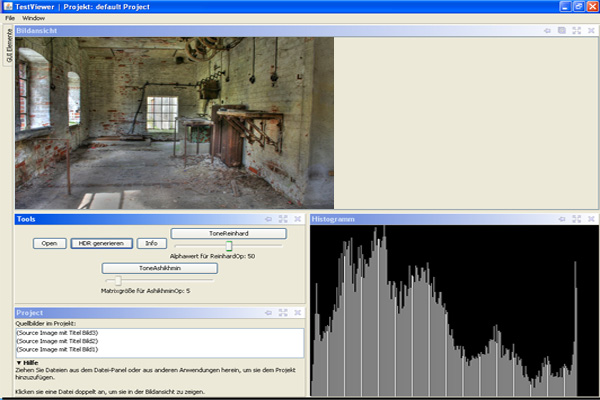 TestViewer | Projekt: default Project
File Window
GUI Elemente
Bildansicht
Tools
Open
HDR generieren
Info
ToneReinhard
Alphawert für ReinhardOp: 50
ToneAshikhmin
Matrixgröße für AshikhminOp: 5
Histogramm
Project
Quellbilder im Projekt:
(Source Image mit Titel Bild3)
(Source Image mit Titel Bild2)
(Source Image mit Titel Bild1)
▼ Hilfe
Ziehen Sie Dateien aus dem Datei-Panel oder aus anderen Anwendungen herein, um sie dem Projekt
hinzuzufügen.
Klicken sie eine Datei doppelt an, um sie in der Bildansicht zu zeigen.